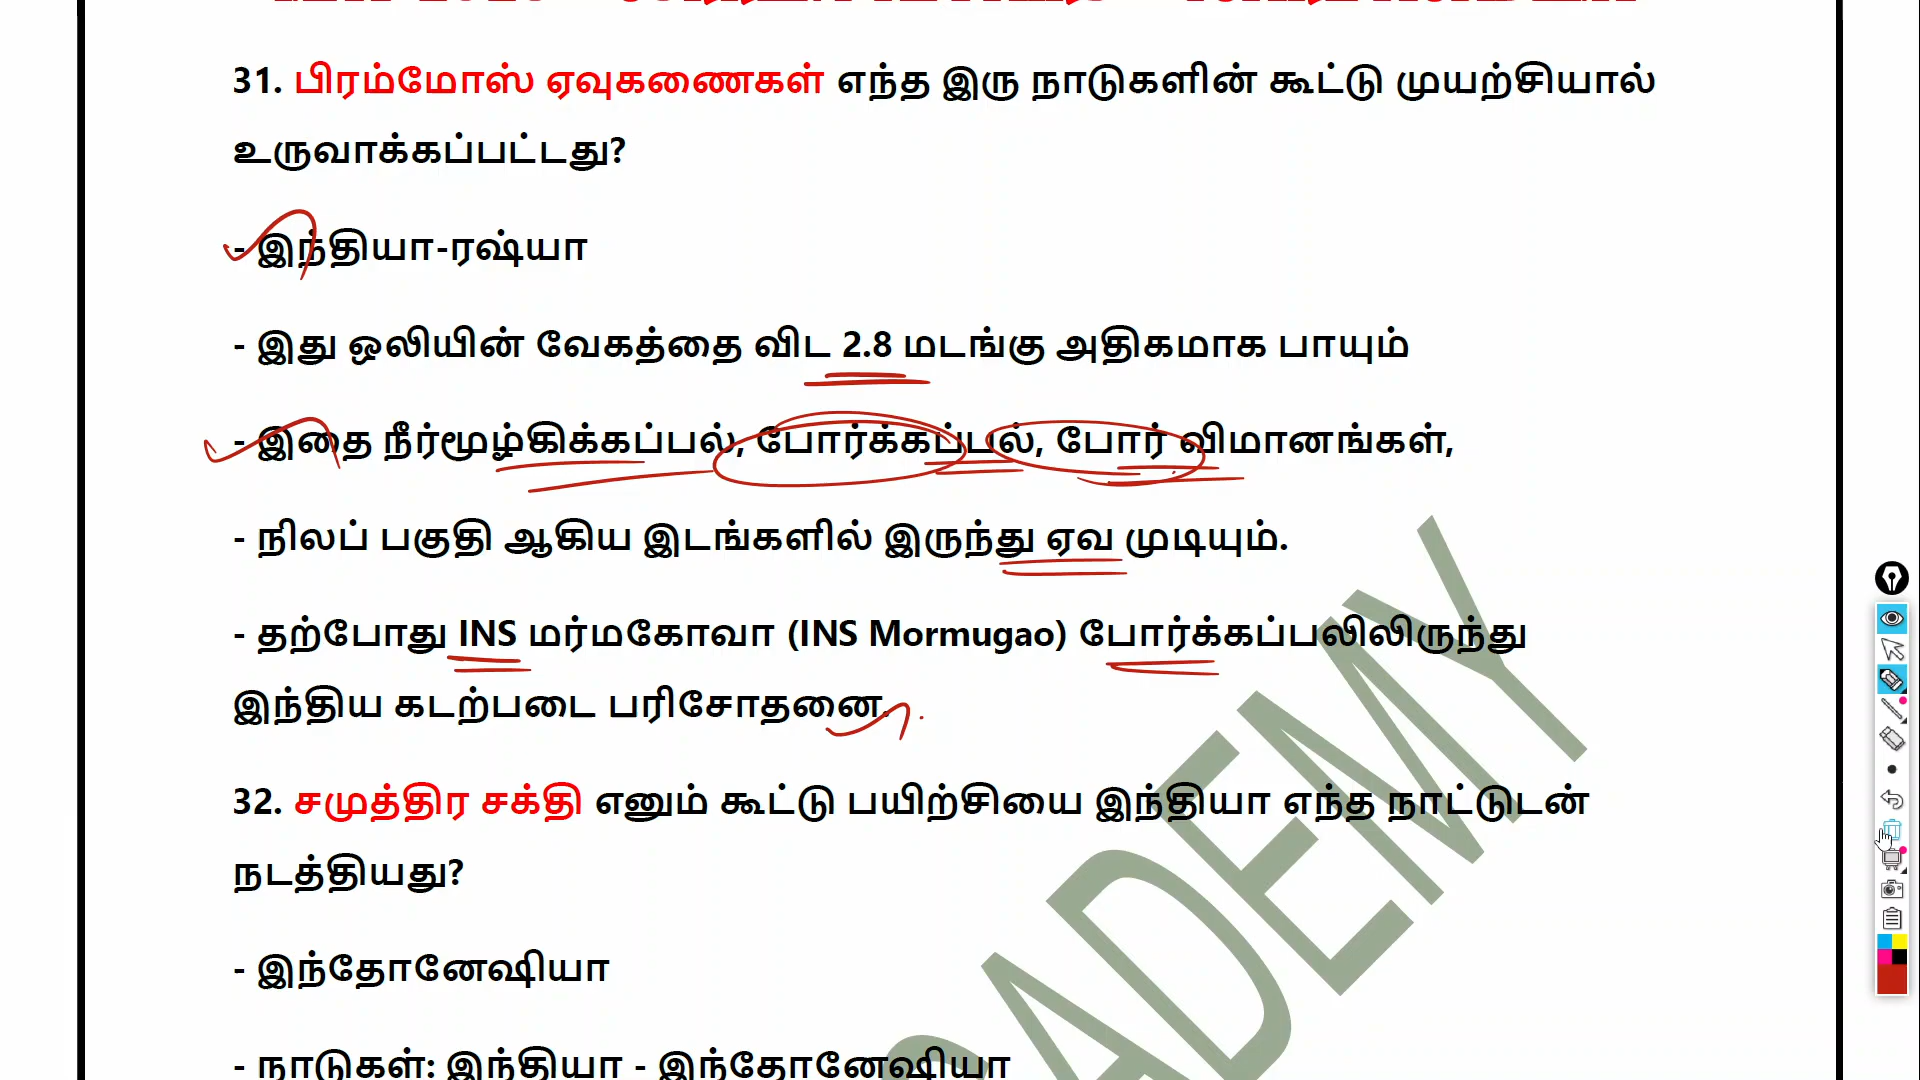 31. பிரம்மோஸ் ஏவுகணைகள் எந்த இரு நாடுகளின் கூட்டு முயற்சியால்
உருவாக்கப்பட்டது?
- இந்தியா-ரஷ்யா
- இது ஒலியின் வேகத்தை விட 2.8 மடங்கு அதிகமாக பாயும்
- இதை நீர்மூழ்கிக்கப்பல், போர்க்கப்பல், போர் விமானங்கள்,
- நிலப் பகுதி ஆகிய இடங்களில் இருந்து ஏவ முடியும்.
- தற்போது INS மர்மகோவா (INS Mormugao) போர்க்கப்பலிலிருந்து
இந்திய கடற்படை பரிசோதனை.
32. சமுத்திர சக்தி எனும் கூட்டு பயிற்சியை இந்தியா எந்த நாட்டுடன்
நடத்தியது?
- இந்தோனேஷியா
- நாடுகள்: இந்தியா - இந்தோனேஷியா
ADEMY